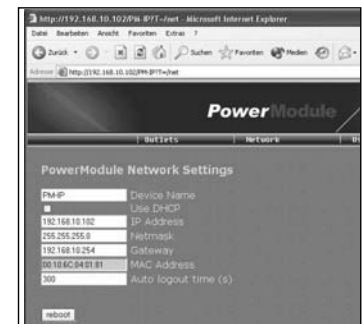 http://192.168.10.102/PM-IP?T=/net - Microsoft Internet Explorer
Datei Bearbeiten Ansicht Favoriten Extras ?
Zurück Suchen Favoriten Medien
Adresse http://192.168.10.102/PM-IP?T=/net
PowerModule
Outlets | Network |
PowerModule Network Settings
PM-IP Device Name
Use DHCP
192.168.10.102 IP Address
255.255.255.0 Netmask
192.168.10.254 Gateway
00:10:6C:04:01:81 MAC Address
300 Auto logout time (s)
reboot